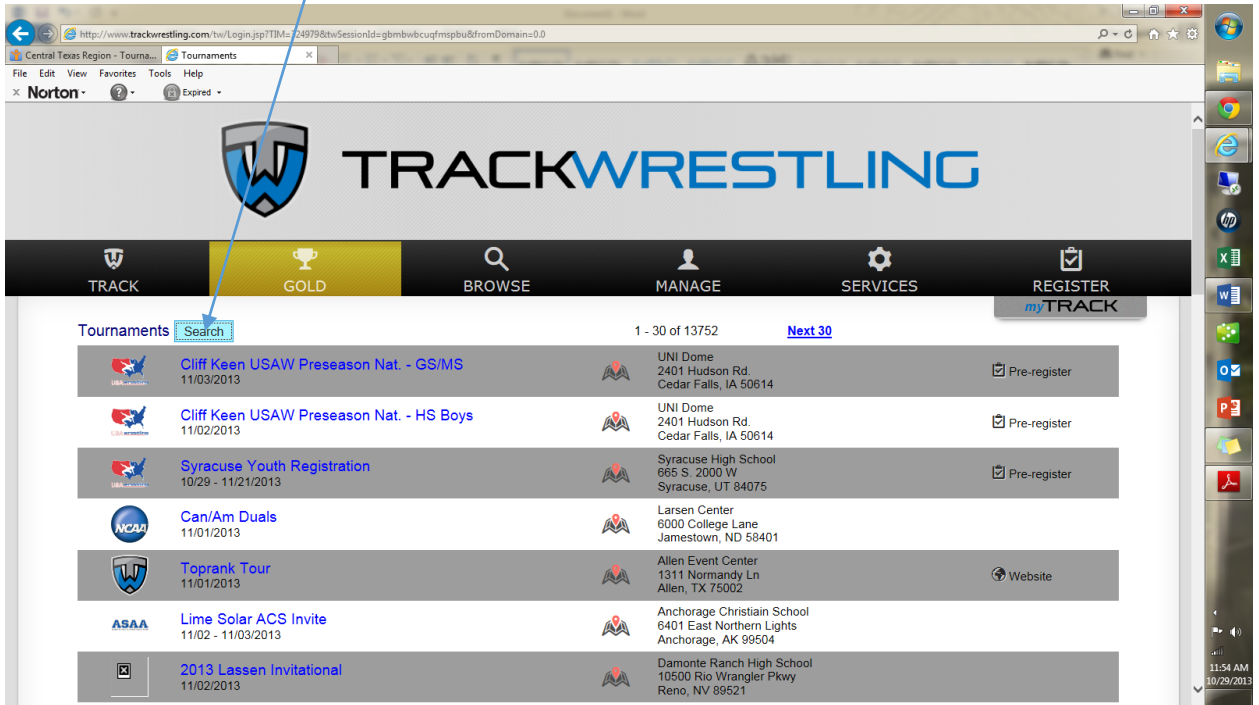 http://www.trackwrestling.com/tw/Login.jsp?TIM=724979&twSessionId=gbmbwbcuqfmspbu&fromDomain=0.0
Central Texas Region - Tourna...
Tournaments
File Edit View Favorites Tools Help
Norton
Expired
TRACKWRESTLING
TRACK
GOLD
BROWSE
MANAGE
SERVICES
REGISTER
myTRACK
Tournaments Search 1 - 30 of 13752 Next 30
Cliff Keen USAW Preseason Nat. - GS/MS
11/03/2013
UNI Dome
2401 Hudson Rd.
Cedar Falls, IA 50614
Pre-register
Cliff Keen USAW Preseason Nat. - HS Boys
11/02/2013
UNI Dome
2401 Hudson Rd.
Cedar Falls, IA 50614
Pre-register
Syracuse Youth Registration
10/29 - 11/21/2013
Syracuse High School
665 S. 2000 W
Syracuse, UT 84075
Pre-register
NCAA
Can/Am Duals
11/01/2013
Larsen Center
6000 College Lane
Jamestown, ND 58401
Toprank Tour
11/01/2013
Allen Event Center
1311 Normandy Ln
Allen, TX 75002
Website
ASAA
Lime Solar ACS Invite
11/02 - 11/03/2013
Anchorage Christiain School
6401 East Northern Lights
Anchorage, AK 99504
2013 Lassen Invitational
11/02/2013
Damonte Ranch High School
10500 Rio Wrangler Pkwy
Reno, NV 89521
11:54 AM
10/29/2013